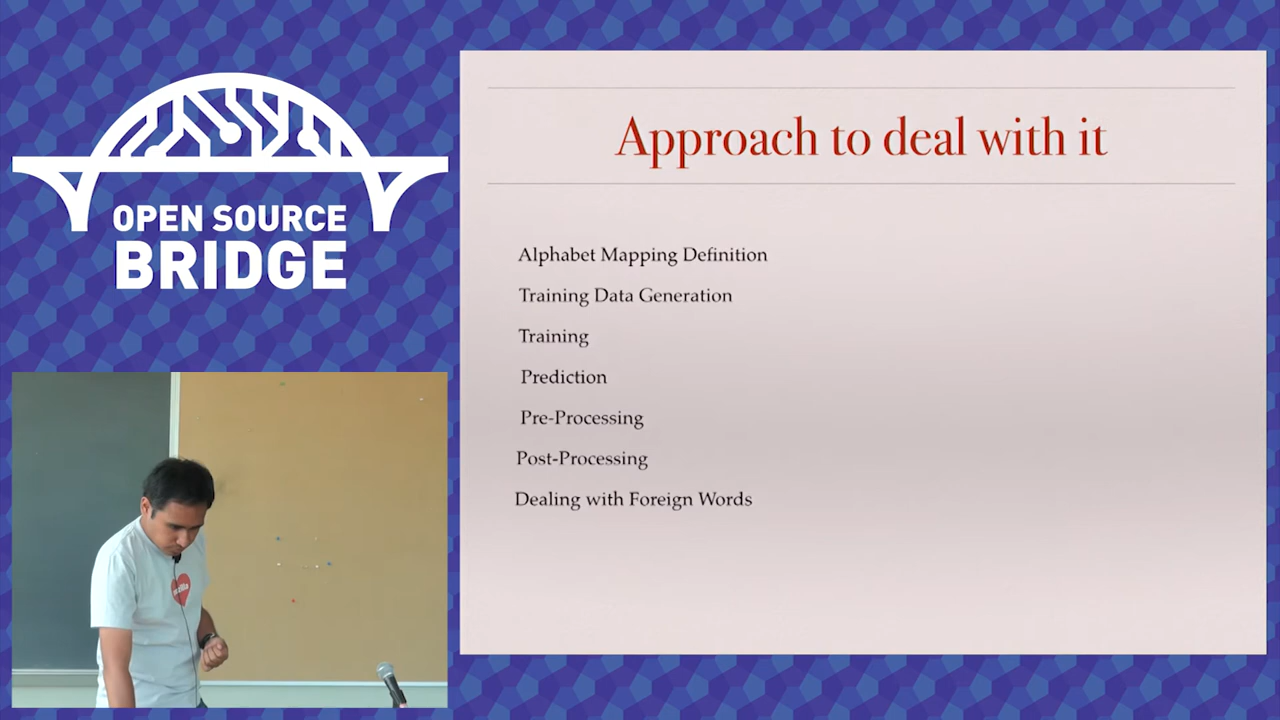 OPEN SOURCE
BRIDGE
Approach to deal with it
Alphabet Mapping Definition
Training Data Generation
Training
Prediction
Pre-Processing
Post-Processing
Dealing with Foreign Words